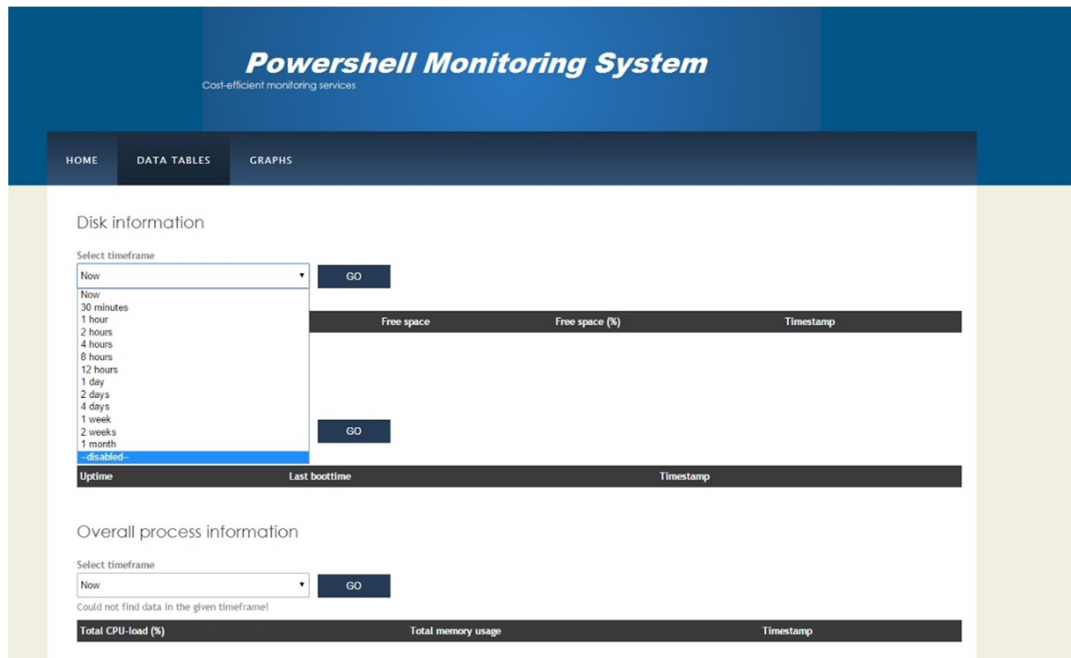 Powershell Monitoring System
Cost-efficient monitoring services
HOME DATA TABLES GRAPHS
Disk information
Select timeframe
Now GO
Now
30 minutes
1 hour
2 hours
4 hours
8 hours
12 hours
1 day
2 days
4 days
1 week
2 weeks
1 month
--disabled--
Free space Free space (%) Timestamp
GO
Uptime Last boottime Timestamp
Overall process information
Select timeframe
Now GO
Could not find data in the given timeframe!
Total CPU-load (%) Total memory usage Timestamp